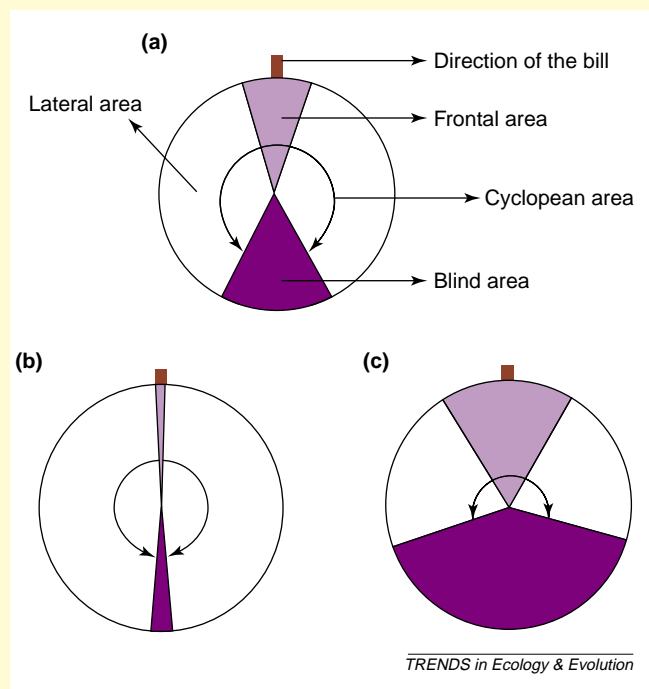 (a)
Direction of the bill
Lateral area
Frontal area
Cyclopean area
Blind area
(b)
(c)
TRENDS in Ecology & Evolution